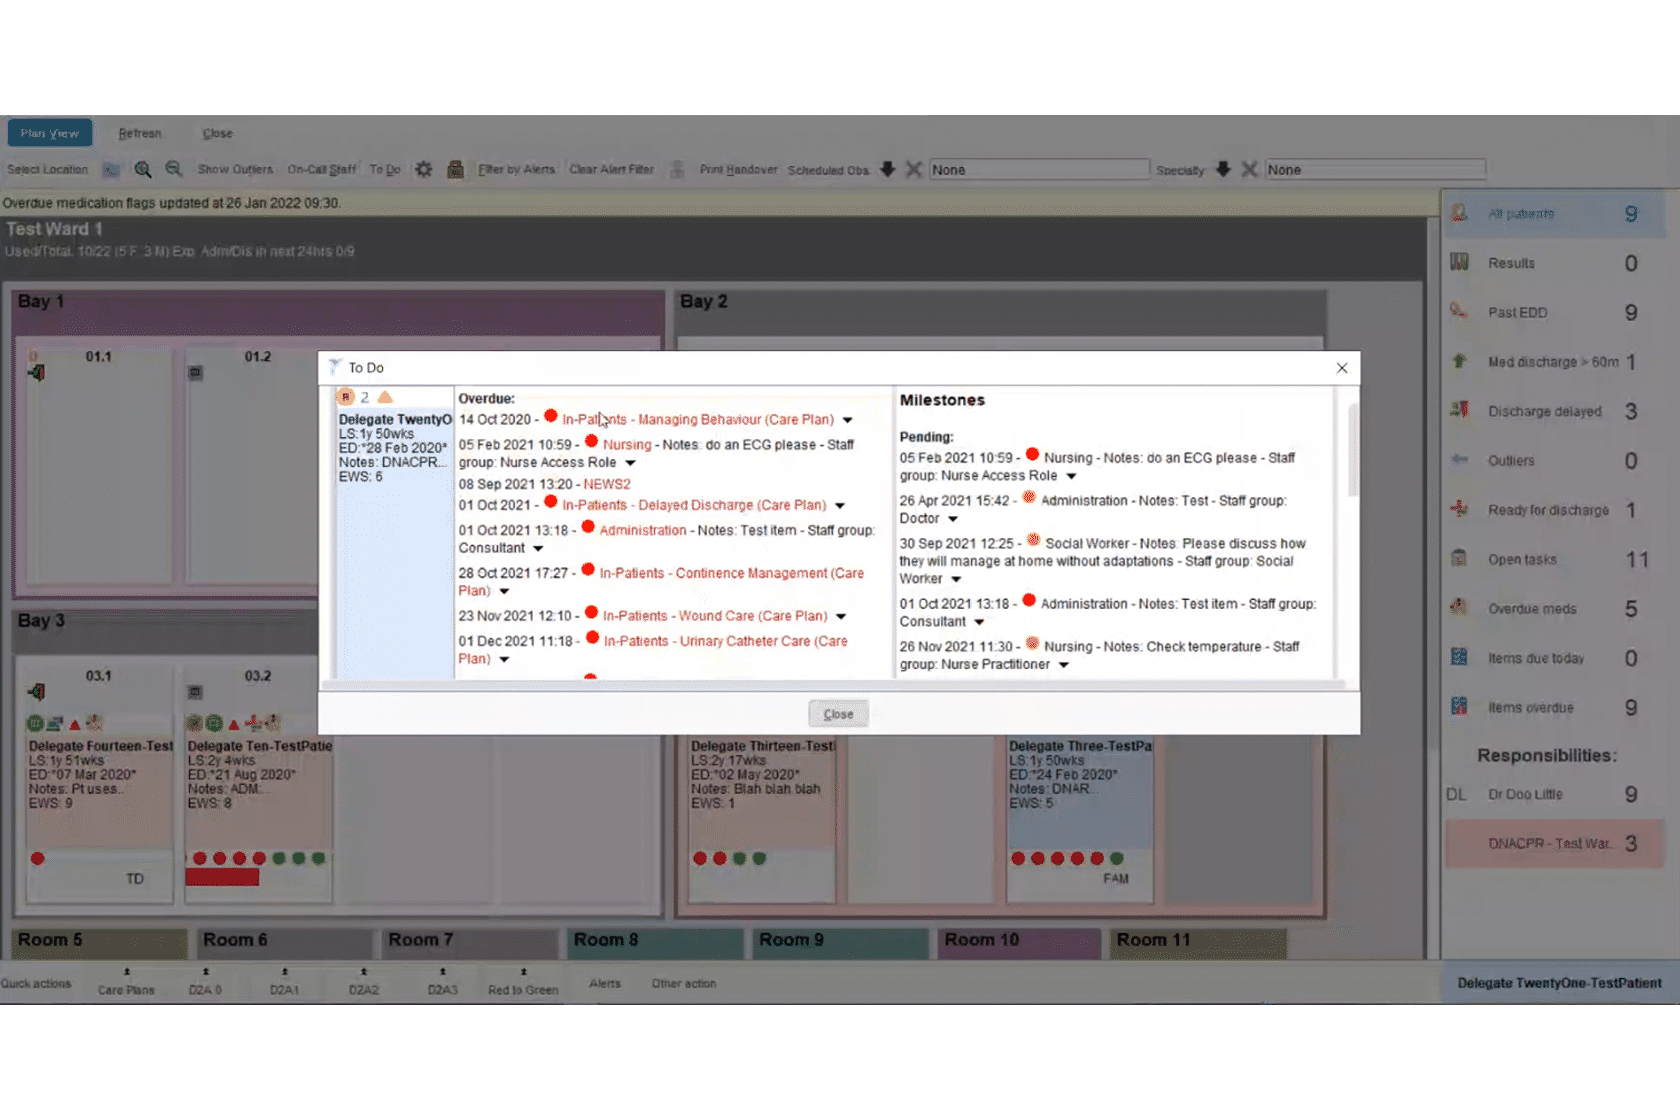 Plan View Refresh Close
Select Location Show Outliers On-Call Staff To Do Filter by Alerts Clear Alert Filter Print Handover Scheduled Obs None Specialty None
Overdue medication flags updated at 26 Jan 2022 09:30.
Test Ward 1
Used/Total: 10/22 (5 F 3 M) Exp. Adm/Dis in next 24hrs 0/9
Bay 1
Bay 2
01.1
01.2
To Do
2
Delegate TwentyO
LS:1y 50wks
ED:*28 Feb 2020*
Notes: DNACPR...
EWS: 6
Overdue:
14 Oct 2020 - In-Patients - Managing Behaviour (Care Plan)
05 Feb 2021 10:59 - Nursing - Notes: do an ECG please - Staff
group: Nurse Access Role
08 Sep 2021 13:20 - NEWS2
01 Oct 2021 - In-Patients - Delayed Discharge (Care Plan)
01 Oct 2021 13:18 - Administration - Notes: Test item - Staff group:
Consultant
28 Oct 2021 17:27 - In-Patients - Continence Management (Care
Plan)
23 Nov 2021 12:10 - In-Patients - Wound Care (Care Plan)
01 Dec 2021 11:18 - In-Patients - Urinary Catheter Care (Care
Plan)
Milestones
Pending:
05 Feb 2021 10:59 - Nursing - Notes: do an ECG please - Staff
group: Nurse Access Role
26 Apr 2021 15:42 - Administration - Notes: Test - Staff group:
Doctor
30 Sep 2021 12:25 - Social Worker - Notes: Please discuss how
they will manage at home without adaptations - Staff group: Social
Worker
01 Oct 2021 13:18 - Administration - Notes: Test item - Staff group:
Consultant
26 Nov 2021 11:30 - Nursing - Notes: Check temperature - Staff
group: Nurse Practitioner
Close
Bay 3
03.1
Delegate Fourteen-Test
LS:1y 51wks
ED:*07 Mar 2020*
Notes: Pt uses..
EWS: 9
TD
03.2
Delegate Ten-TestPatie
LS:2y 4wks
ED:*21 Aug 2020*
Notes: ADM...
EWS: 8
Delegate Thirteen-Test
LS:2y 17wks
ED:*02 May 2020*
Notes: Blah blah blah
EWS: 1
Delegate Three-TestPa
LS:1y 50wks
ED:*24 Feb 2020*
Notes: DNAR...
EWS: 5
FAM
Room 5 Room 6 Room 7 Room 8 Room 9 Room 10 Room 11
Quick actions Care Plans D2A 0 D2A1 D2A2 D2A3 Red to Green Alerts Other action
All patients 9
Results 0
Past EDD 9
Med discharge > 60m 1
Discharge delayed 3
Outliers 0
Ready for discharge 1
Open tasks 11
Overdue meds 5
Items due today 0
Items overdue 9
Responsibilities:
DL Dr Doo Little 9
DNACPR - Test War.. 3
Delegate TwentyOne-TestPatient